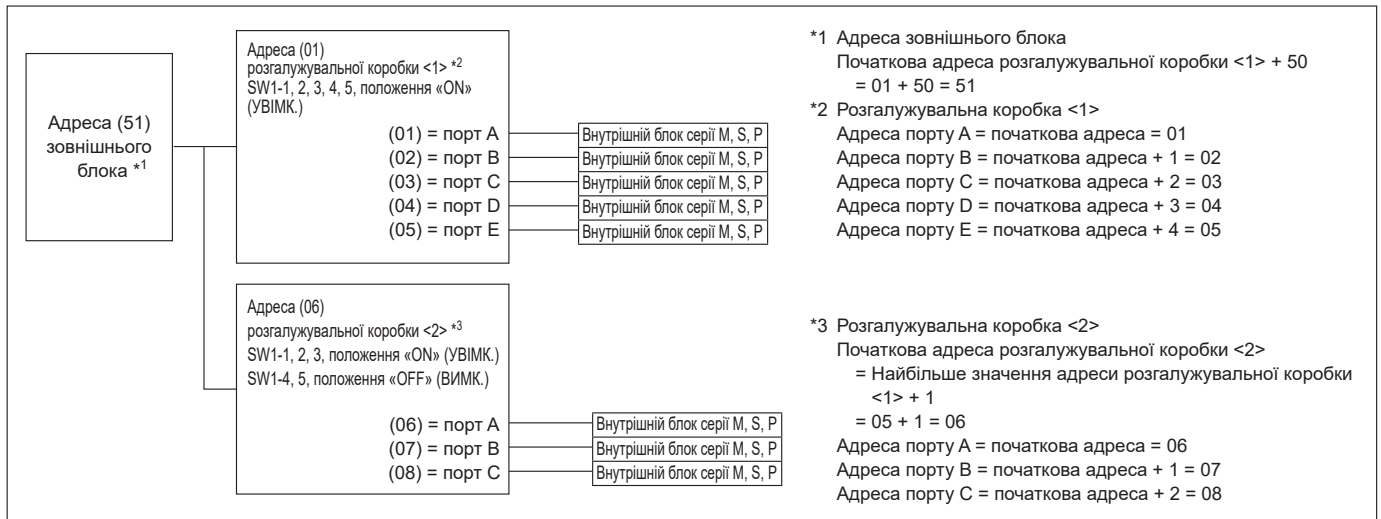 Адреса (51)
зовнішнього
блока *1
Адреса (01)
розгалужувальної коробки <1> *2
SW1-1, 2, 3, 4, 5, положення «ON»
(УВІМК.)
(01) = порт A
(02) = порт B
(03) = порт C
(04) = порт D
(05) = порт E
Внутрішній блок серії M, S, P
Внутрішній блок серії M, S, P
Внутрішній блок серії M, S, P
Внутрішній блок серії M, S, P
Внутрішній блок серії M, S, P
Адреса (06)
розгалужувальної коробки <2> *3
SW1-1, 2, 3, положення «ON» (УВІМК.)
SW1-4, 5, положення «OFF» (ВИМК.)
(06) = порт A
(07) = порт B
(08) = порт C
Внутрішній блок серії M, S, P
Внутрішній блок серії M, S, P
Внутрішній блок серії M, S, P
*1 Адреса зовнішнього блока
Початкова адреса розгалужувальної коробки <1> + 50
= 01 + 50 = 51
*2 Розгалужувальна коробка <1>
Адреса порту A = початкова адреса = 01
Адреса порту B = початкова адреса + 1 = 02
Адреса порту C = початкова адреса + 2 = 03
Адреса порту D = початкова адреса + 3 = 04
Адреса порту E = початкова адреса + 4 = 05
*3 Розгалужувальна коробка <2>
Початкова адреса розгалужувальної коробки <2>
= Найбільше значення адреси розгалужувальної коробки
<1> + 1
= 05 + 1 = 06
Адреса порту A = початкова адреса = 06
Адреса порту B = початкова адреса + 1 = 07
Адреса порту C = початкова адреса + 2 = 08